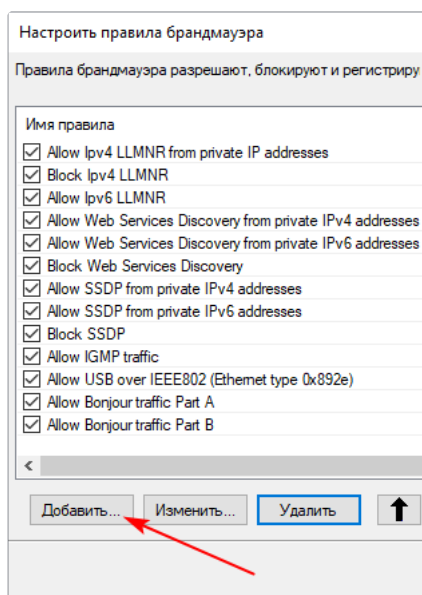 Настроить правила брандмауэра
Правила брандмауэра разрешают, блокируют и регистриру
Имя правила
Allow Ipv4 LLMNR from private IP addresses
Block Ipv4 LLMNR
Allow Ipv6 LLMNR
Allow Web Services Discovery from private IPv4 addresses
Allow Web Services Discovery from private IPv6 addresses
Block Web Services Discovery
Allow SSDP from private IPv4 addresses
Allow SSDP from private IPv6 addresses
Block SSDP
Allow IGMP traffic
Allow USB over IEEE802 (Ethernet type 0x892e)
Allow Bonjour traffic Part A
Allow Bonjour traffic Part B
Добавить... Изменить... Удалить